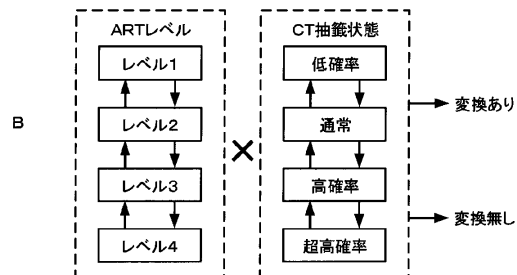 B
ARTレベル
レベル1
レベル2
レベル3
レベル4
×
CT抽籤状態
低確率
通常
高確率
超高確率
変換あり
変換無し